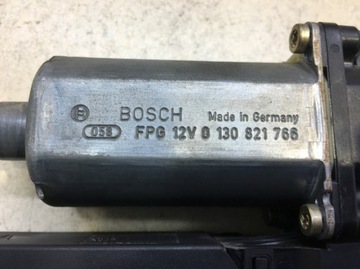 BOSCH Made in Germany
058 FPG 12V 0 130 821 766